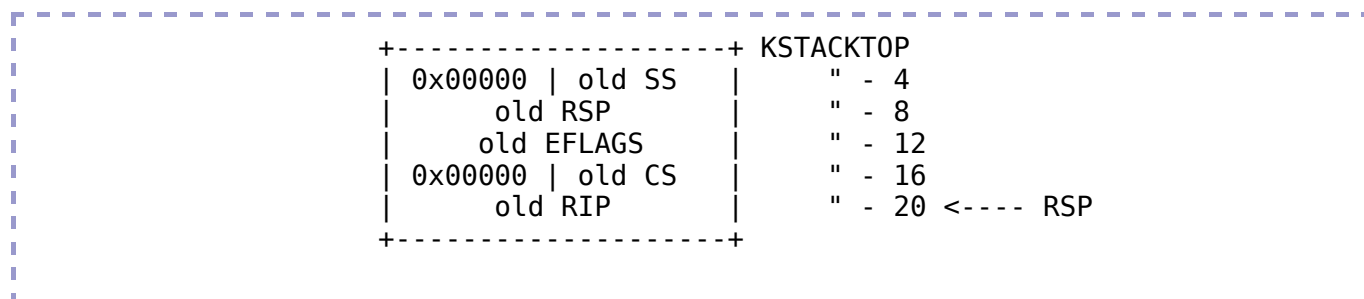 +--------------------+ KSTACKTOP
| 0x00000 | old SS   |     " - 4
|      old RSP       |     " - 8
|     old EFLAGS     |     " - 12
| 0x00000 | old CS   |     " - 16
|      old RIP       |     " - 20 <---- RSP
+--------------------+